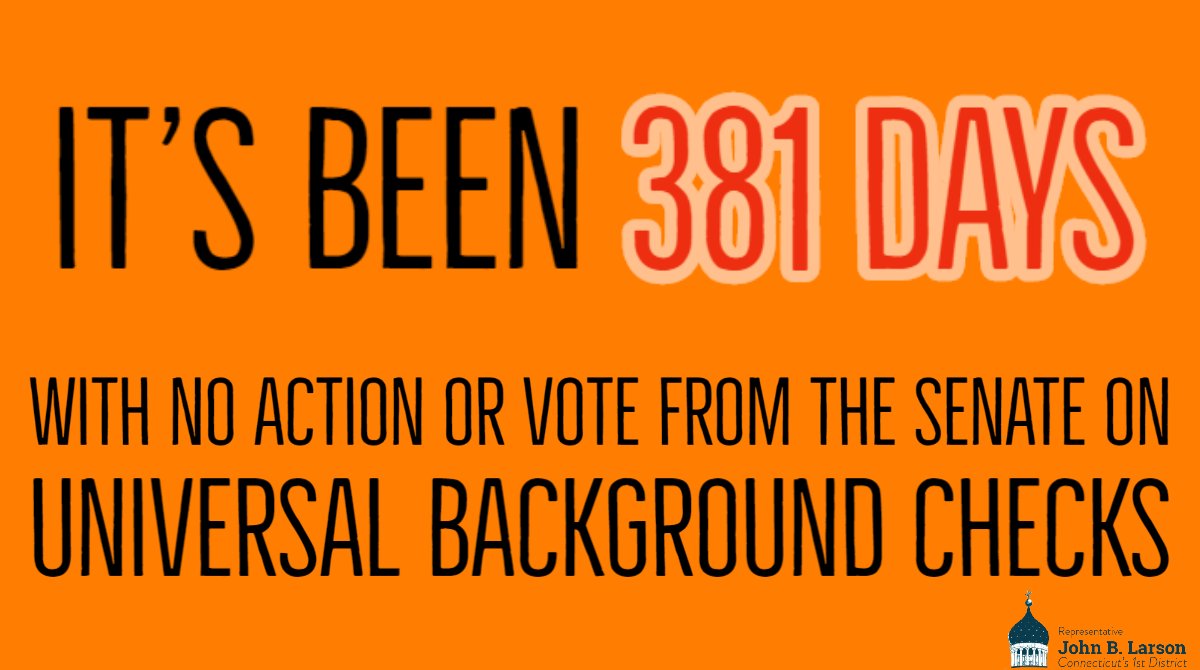 IT'S BEEN 381 DAYS
WITH NO ACTION OR VOTE FROM THE SENATE ON
UNIVERSAL BACKGROUND CHECKS
Representative
John B. Larson
Connecticut's 1st District